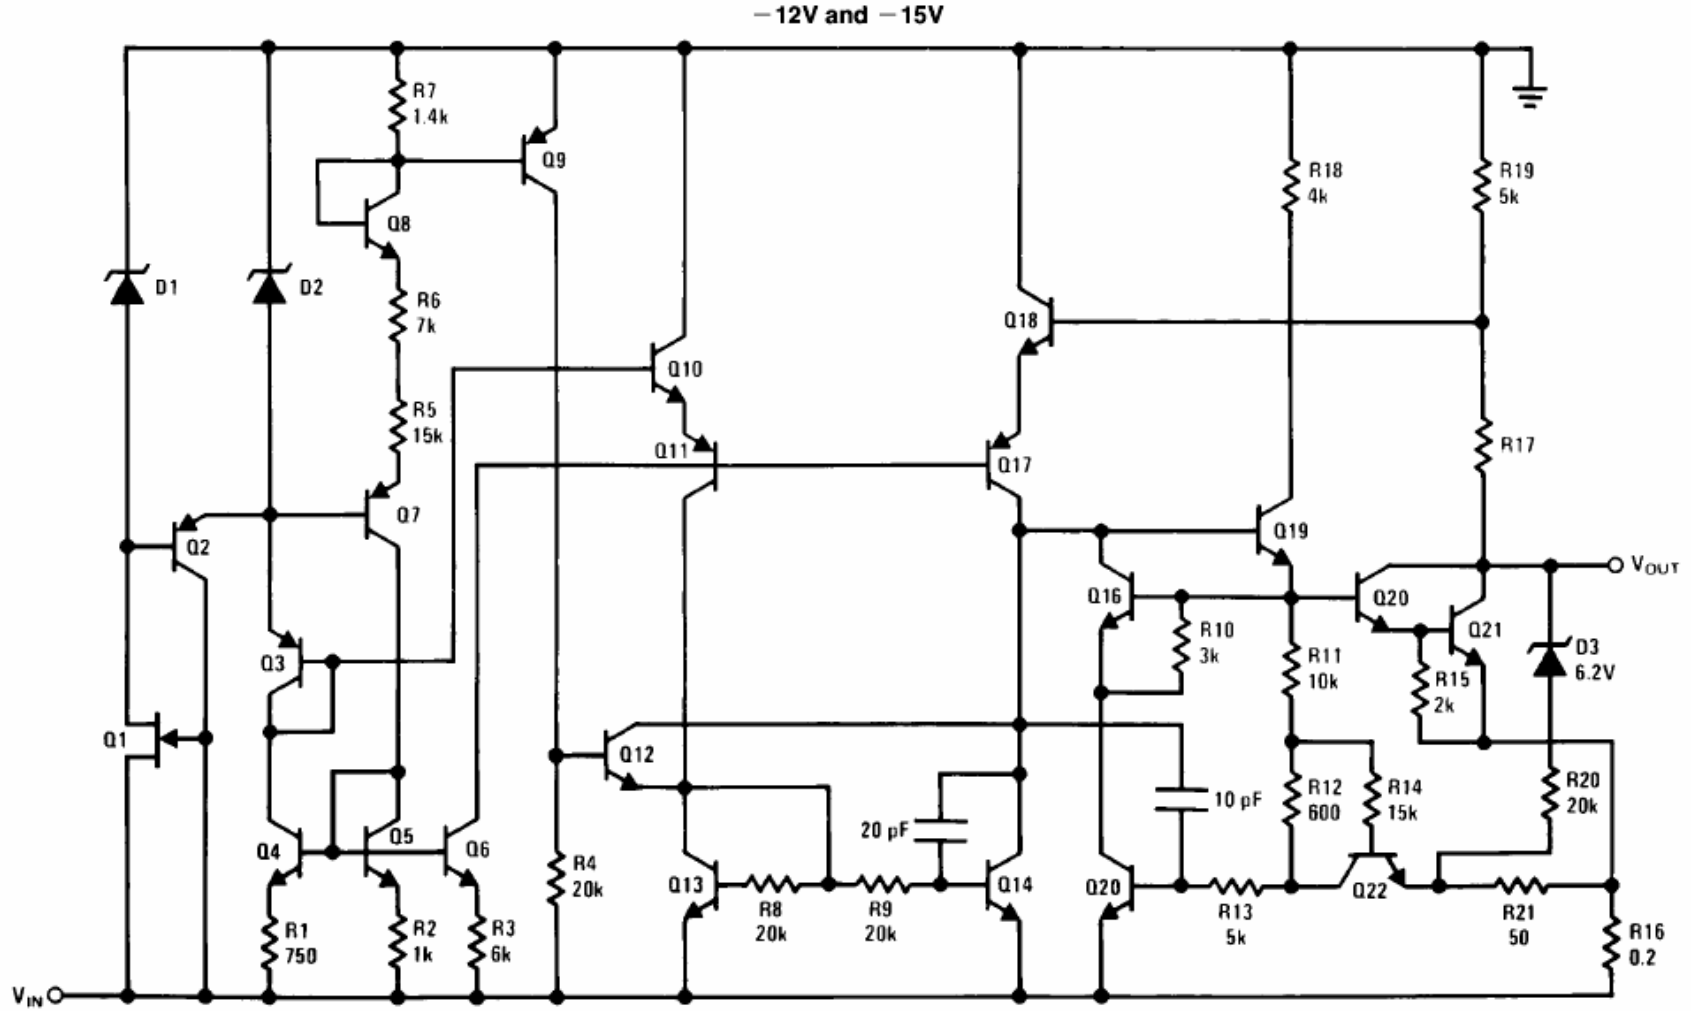 −12V and −15V
R7
1.4k
Q9
R18
4k
R19
5k
Q8
D1
D2
R6
7k
Q18
Q10
R5
15k
Q11
Q17
R17
Q7
Q2
Q19
VOUT
Q16
Q20
R10
3k
Q21
Q3
R11
10k
D3
6.2V
R15
2k
Q1
Q12
10 pF
R12
600
R14
15k
R20
20k
20 pF
Q4
Q5
Q6
R4
20k
Q13
R8
20k
R9
20k
Q14
Q20
R13
5k
Q22
R21
50
R1
750
R2
1k
R3
6k
R16
0.2
VIN